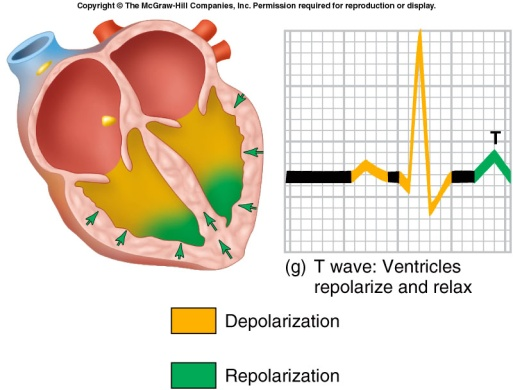 Copyright © The McGraw-Hill Companies, Inc. Permission required for reproduction or display.
T
(g) T wave: Ventricles
repolarize and relax
Depolarization
Repolarization